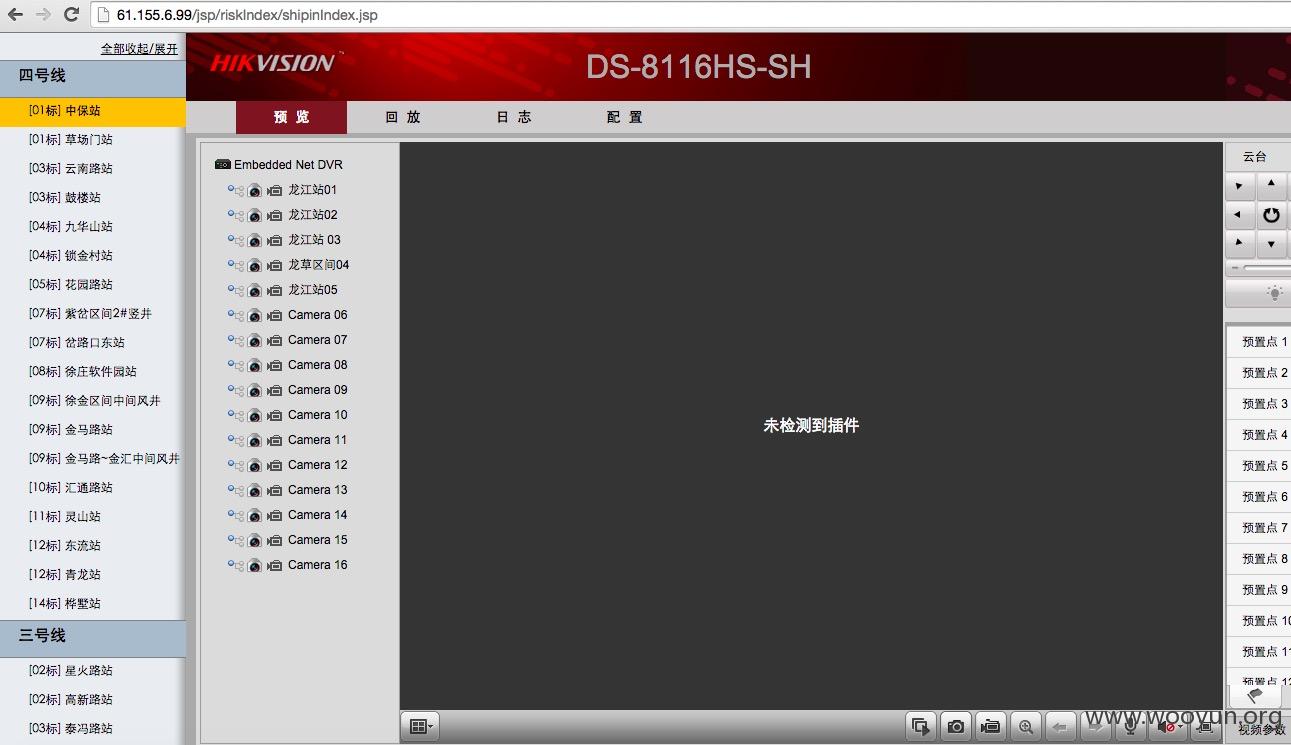 61.155.6.99/jsp/riskIndex/shipinIndex.jsp
全部收起/展开
四号线
[01标] 中保站
[01标] 草场门站
[03标] 云南路站
[03标] 鼓楼站
[04标] 九华山站
[04标] 锁金村站
[05标] 花园路站
[07标] 紫岔区间2#竖井
[07标] 岔路口东站
[08标] 徐庄软件园站
[09标] 徐金区间中间风井
[09标] 金马路站
[09标] 金马路~金汇中间风井
[10标] 汇通路站
[11标] 灵山站
[12标] 东流站
[12标] 青龙站
[14标] 桦墅站
三号线
[02标] 星火路站
[02标] 高新路站
[03标] 泰冯路站
HIKVISION™
DS-8116HS-SH
预览 回放 日志 配置
Embedded Net DVR
龙江站01
龙江站02
龙江站 03
龙草区间04
龙江站05
Camera 06
Camera 07
Camera 08
Camera 09
Camera 10
Camera 11
Camera 12
Camera 13
Camera 14
Camera 15
Camera 16
未检测到插件
云台
预置点 1
预置点 2
预置点 3
预置点 4
预置点 5
预置点 6
预置点 7
预置点 8
预置点 9
预置点 10
预置点 11
预置点 12
视频参数
www.wooyun.org